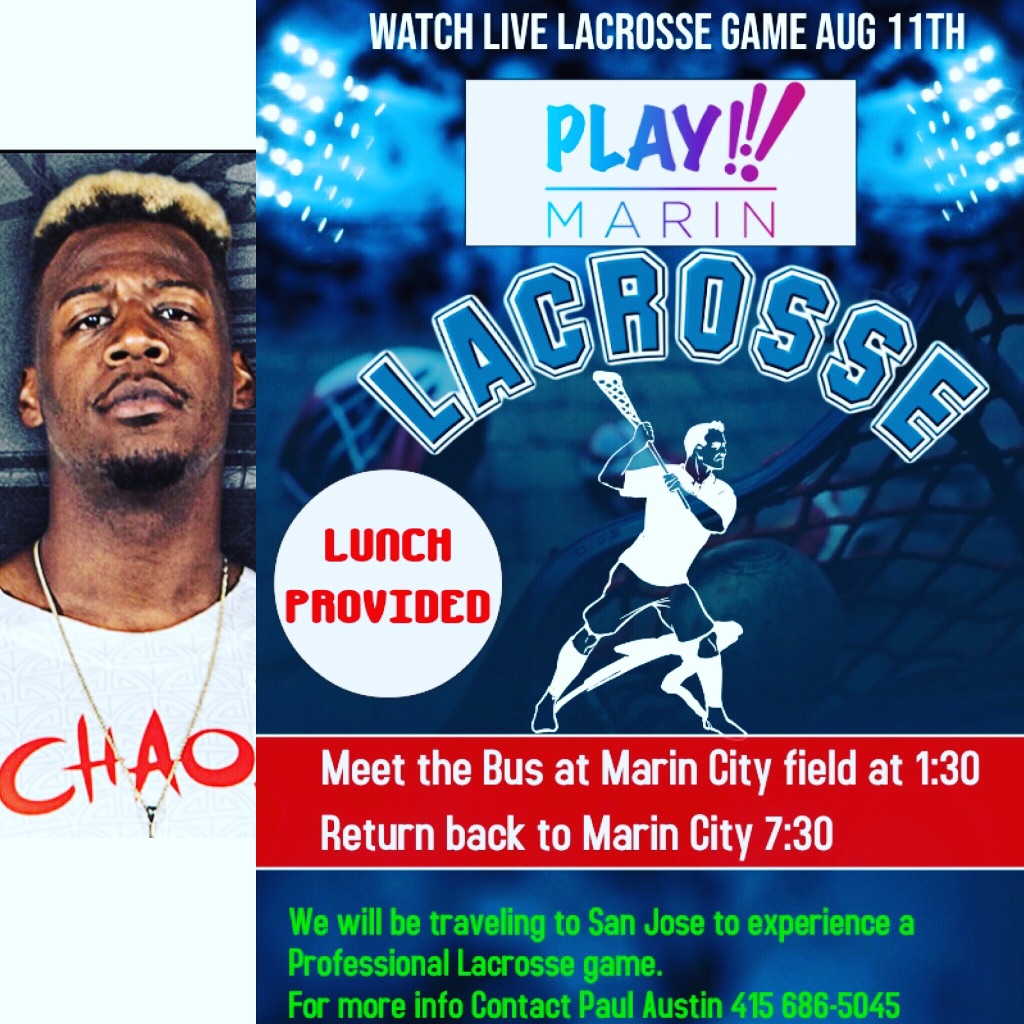 WATCH LIVE LACROSSE GAME AUG 11TH
PLAY!!!
MARIN
LACROSSE
LUNCH
PROVIDED
CHAO
Meet the Bus at Marin City field at 1:30
Return back to Marin City 7:30
We will be traveling to San Jose to experience a
Professional Lacrosse game.
For more info Contact Paul Austin 415 686-5045